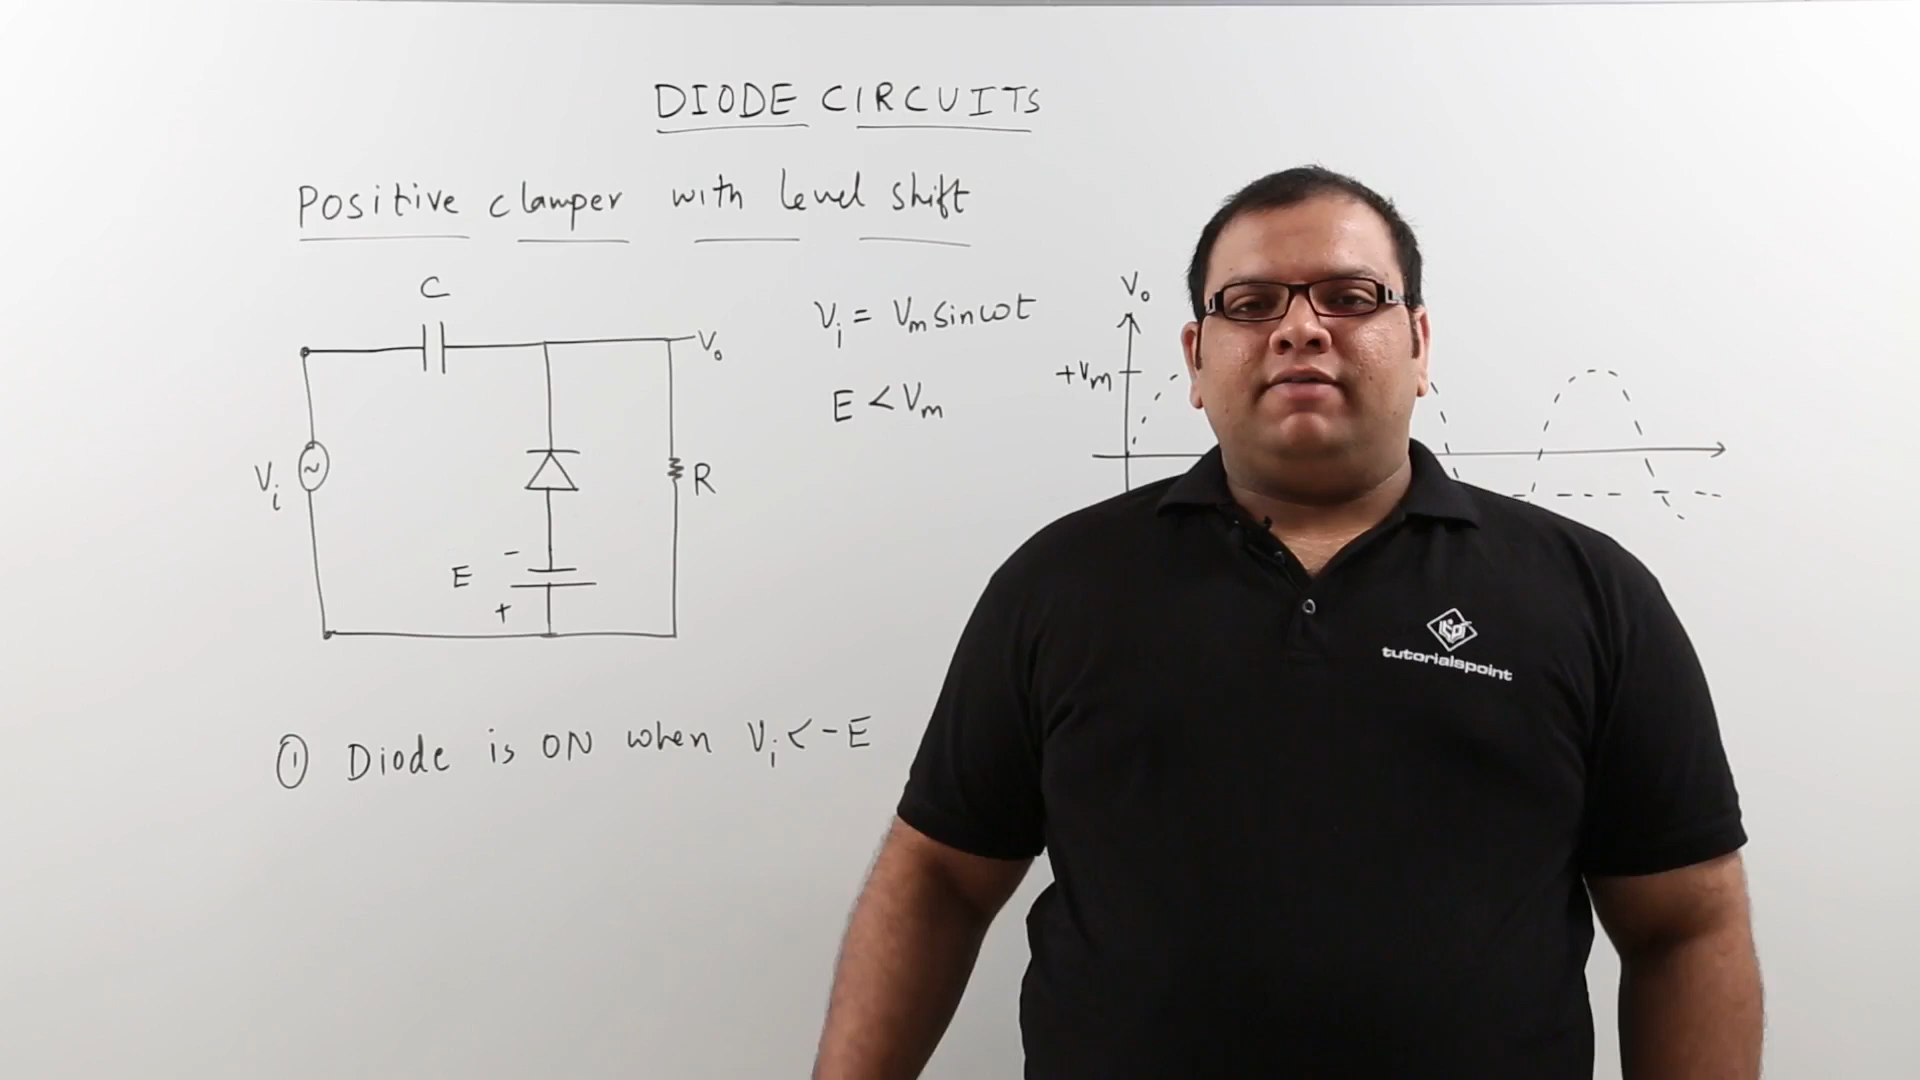 DIODE CIRCUITS
Positive clamper with level shift
C
V₀
Vᵢ
R
-
E
+
Vᵢ = Vₘ sinωt
E < Vₘ
V₀
+Vₘ
① Diode is ON when Vᵢ < -E
tutorialspoint